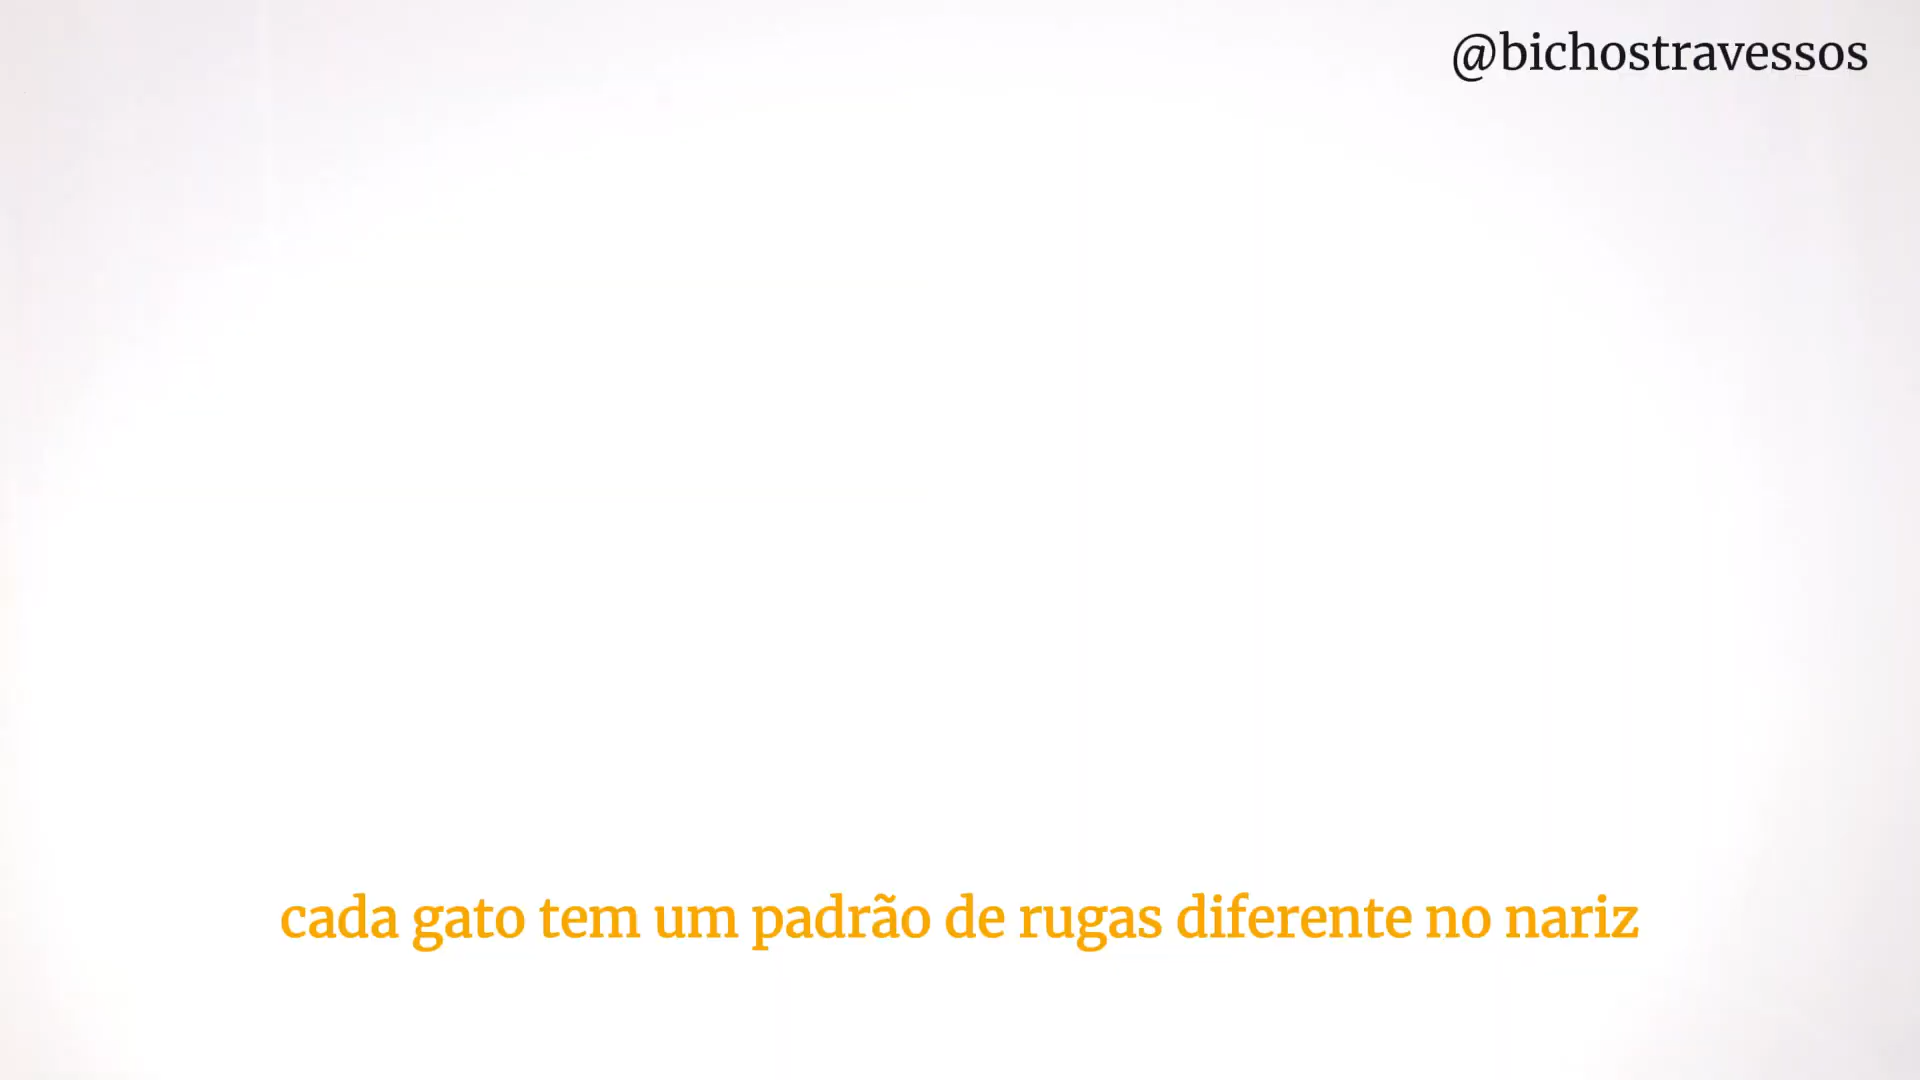 @bichostravessos
cada gato tem um padrão de rugas diferente no nariz